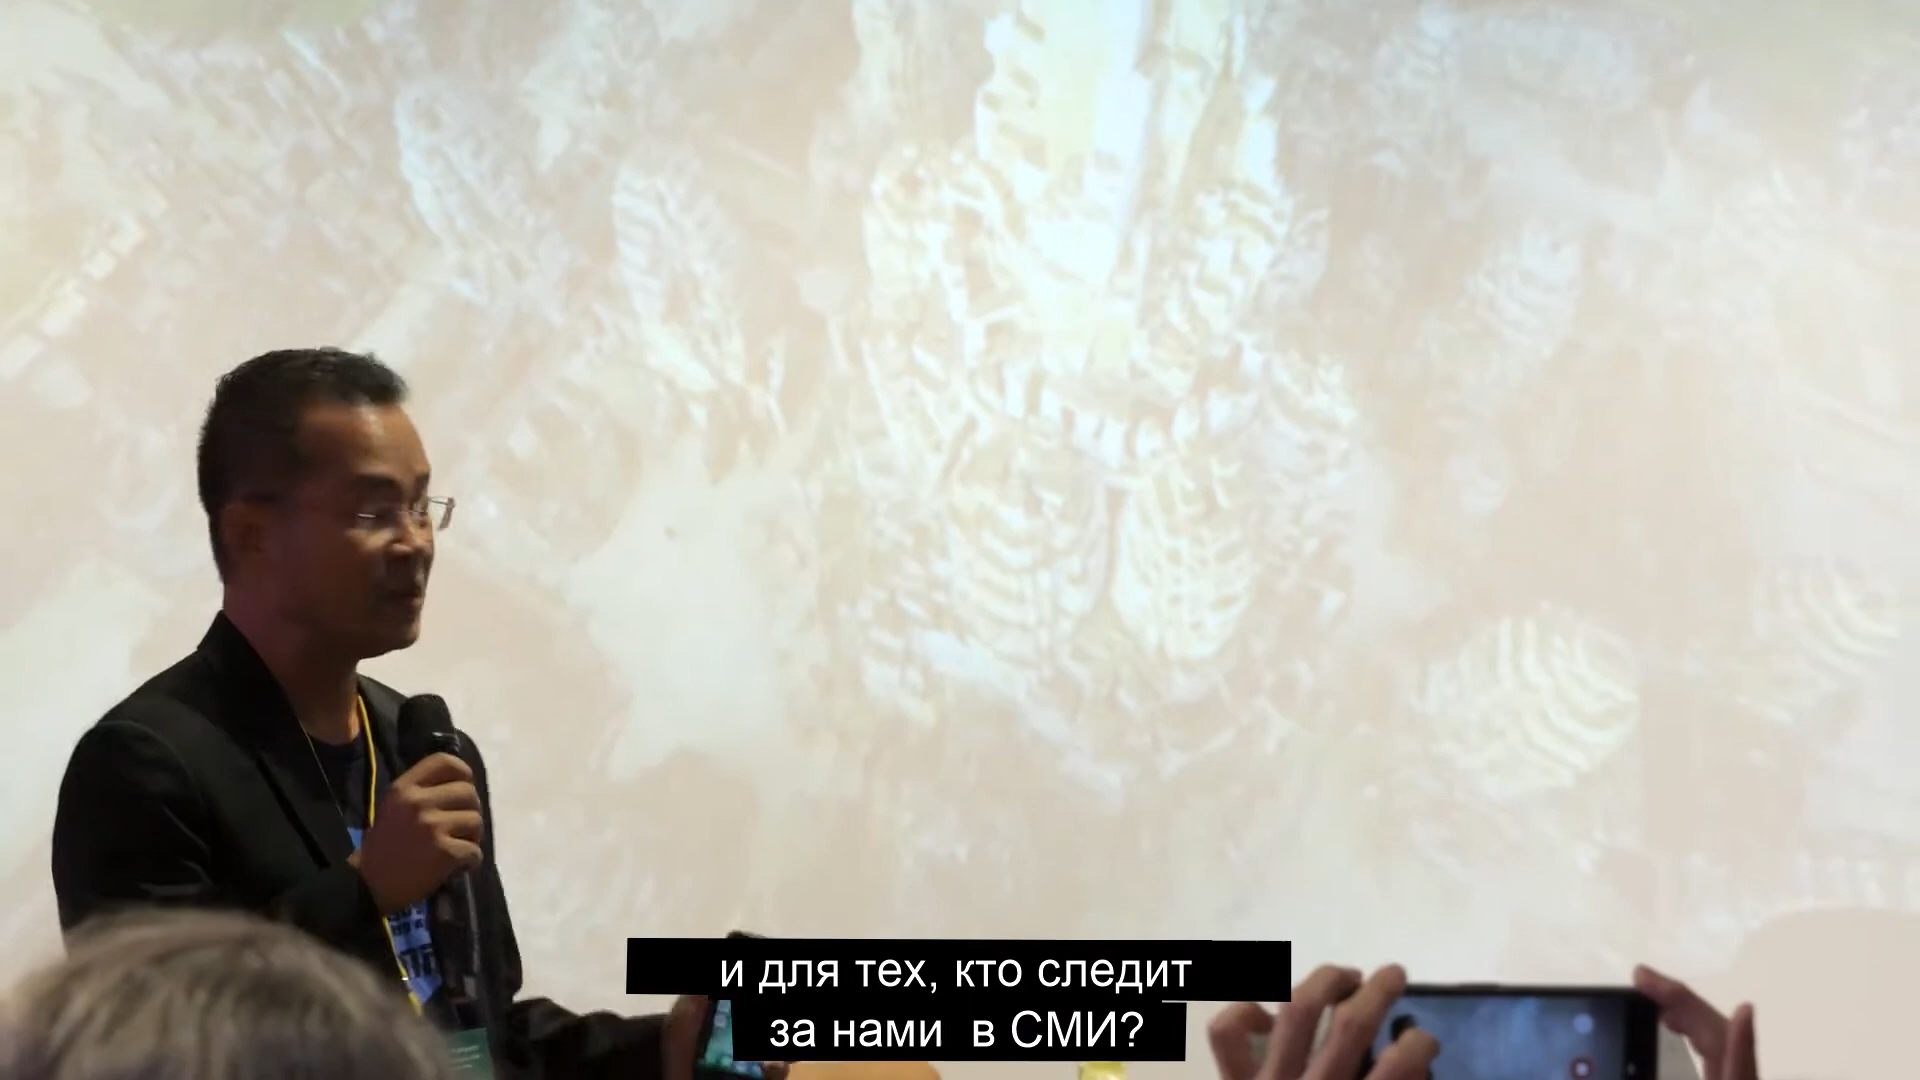 и для тех, кто следит
за нами в СМИ?